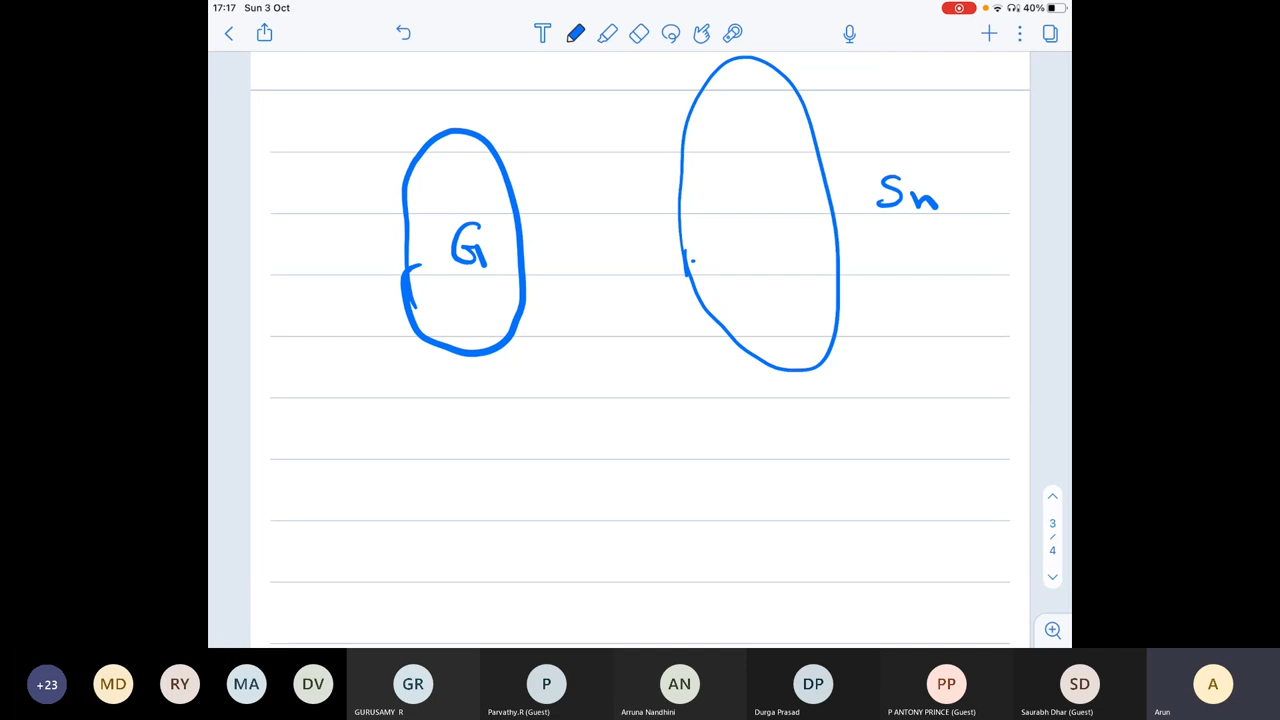 17:17 Sun 3 Oct
40%
T
Sn
G
3
/
4
+23
MD
RY
MA
DV
GR
P
AN
DP
PP
SD
A
GURUSAMY R
Parvathy.R (Guest)
Arruna Nandhini
Durga Prasad
P ANTONY PRINCE (Guest)
Saurabh Dhar (Guest)
Arun